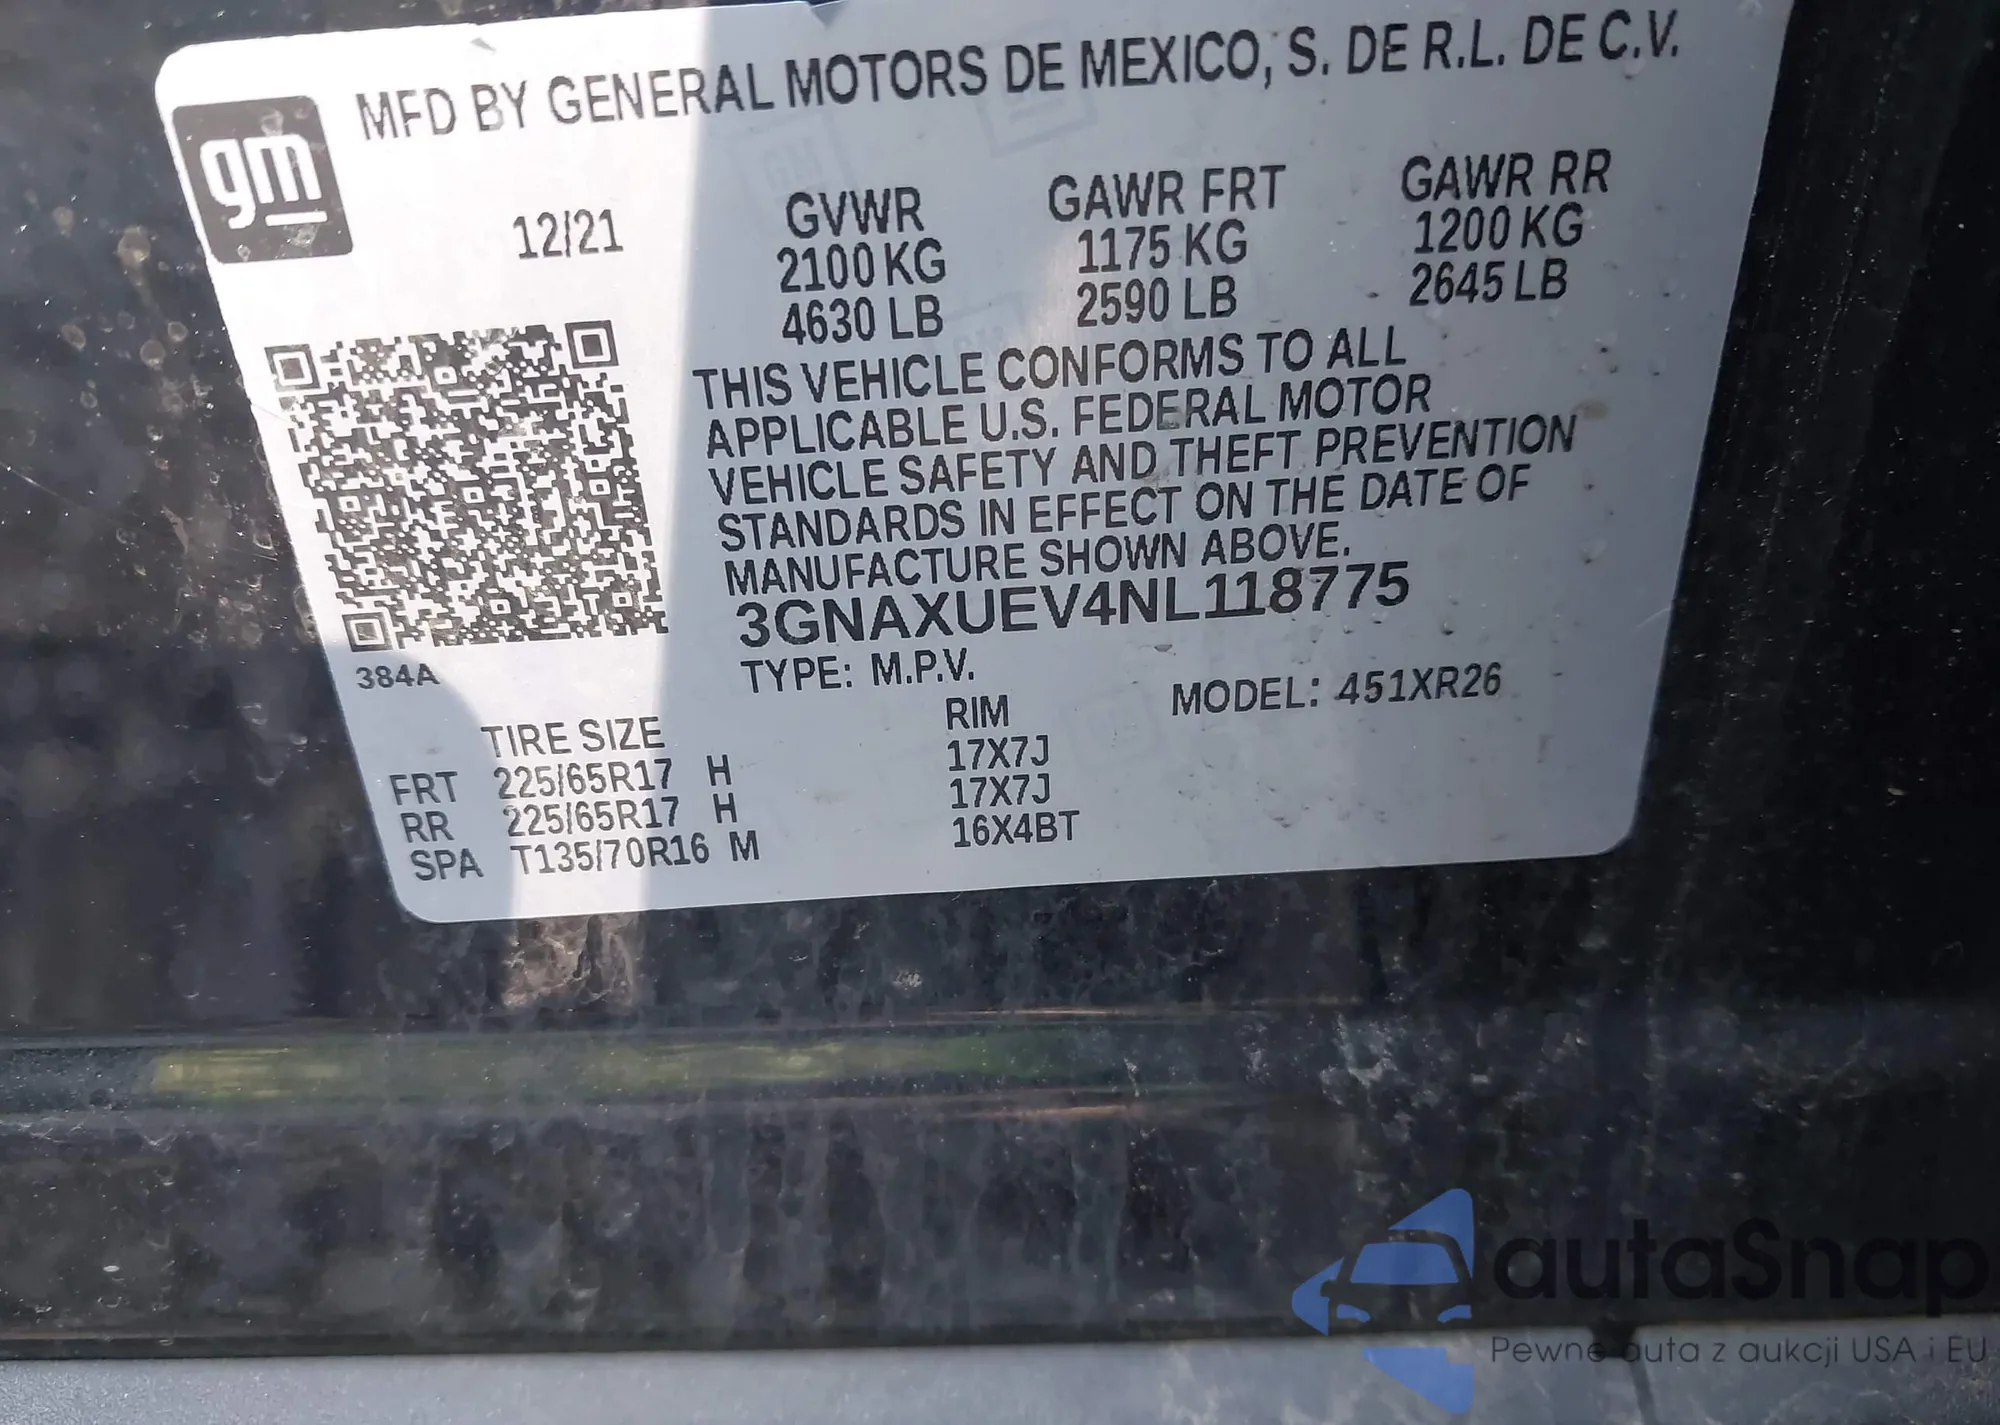 MFD BY GENERAL MOTORS DE MEXICO, S. DE R.L. DE C.V.
gm
12/21
GVWR GAWR FRT GAWR RR
2100 KG 1175 KG 1200 KG
4630 LB 2590 LB 2645 LB
THIS VEHICLE CONFORMS TO ALL
APPLICABLE U.S. FEDERAL MOTOR
VEHICLE SAFETY AND THEFT PREVENTION
STANDARDS IN EFFECT ON THE DATE OF
MANUFACTURE SHOWN ABOVE.
3GNAXUEV4NL118775
384A
TYPE: M.P.V. MODEL: 451XR26
TIRE SIZE RIM
FRT 225/65R17 H 17X7J
RR 225/65R17 H 17X7J
SPA T135/70R16 M 16X4BT
autaSnap
Pewne auta z aukcji USA i EU